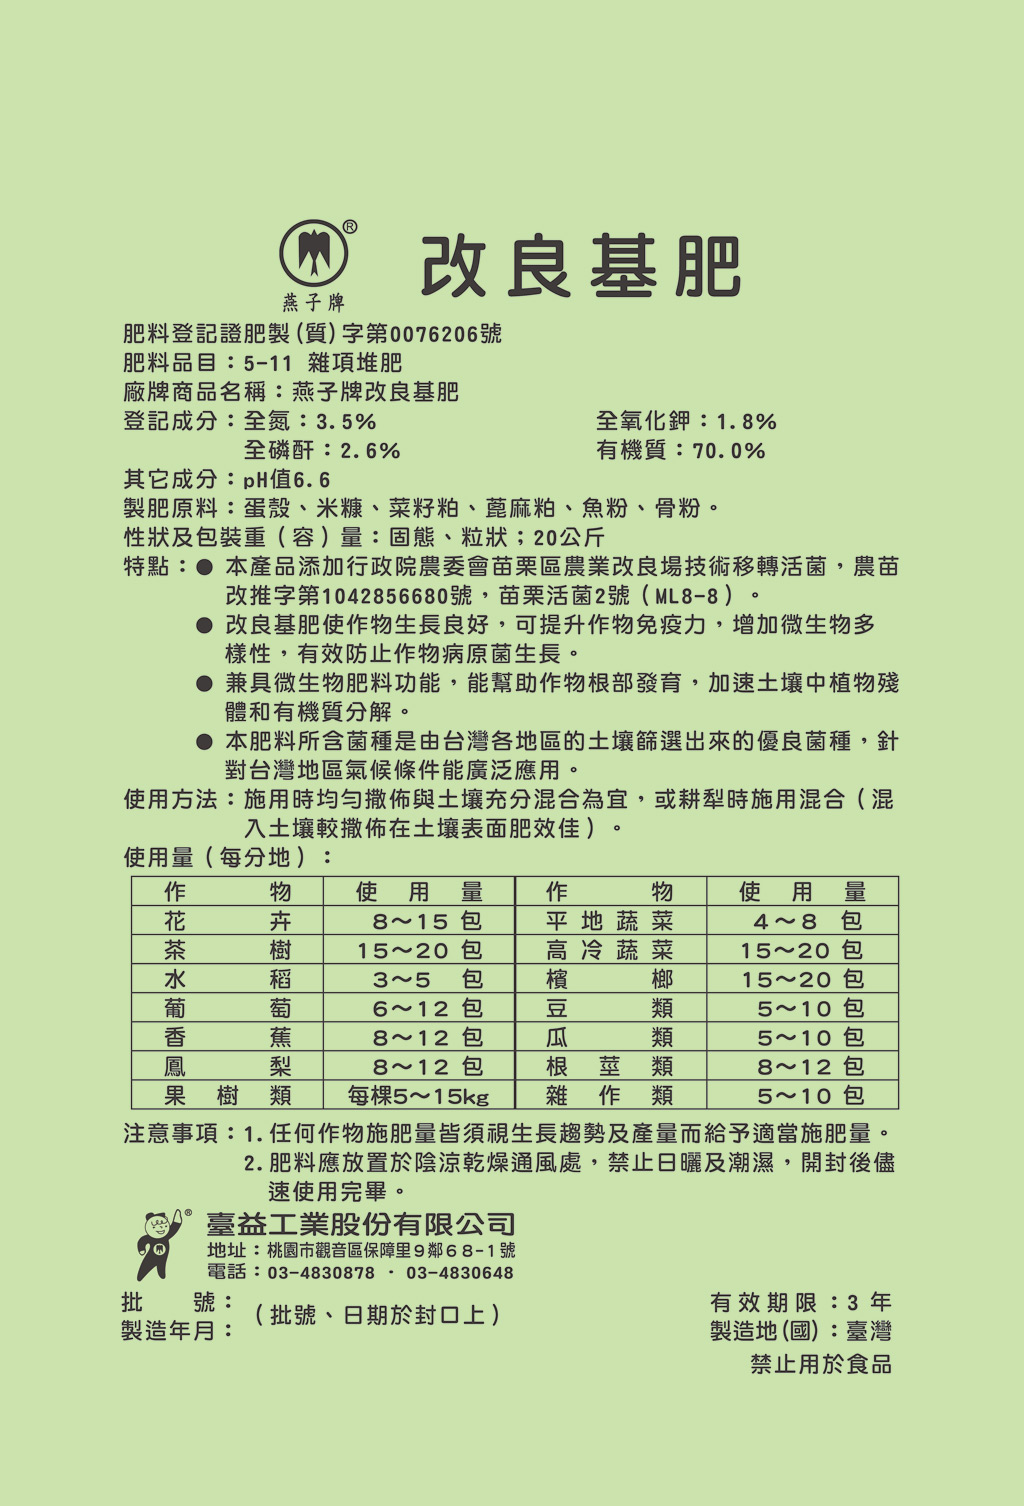 ®
燕子牌
改良基肥
肥料登記證肥製(質)字第0076206號
肥料品目：5-11 雜項堆肥
廠牌商品名稱：燕子牌改良基肥
登記成分：全氮：3.5% 全氧化鉀：1.8%
全磷酐：2.6% 有機質：70.0%
其它成分：pH值6.6
製肥原料：蛋殼、米糠、菜籽粕、蓖麻粕、魚粉、骨粉。
性狀及包裝重（容）量：固態、粒狀；20公斤
特點：● 本產品添加行政院農委會苗栗區農業改良場技術移轉活菌，農苗
改推字第1042856680號，苗栗活菌2號（ML8-8）。
● 改良基肥使作物生長良好，可提升作物免疫力，增加微生物多
樣性，有效防止作物病原菌生長。
● 兼具微生物肥料功能，能幫助作物根部發育，加速土壤中植物殘
體和有機質分解。
● 本肥料所含菌種是由台灣各地區的土壤篩選出來的優良菌種，針
對台灣地區氣候條件能廣泛應用。
使用方法：施用時均勻撒佈與土壤充分混合為宜，或耕犁時施用混合（混
入土壤較撒佈在土壤表面肥效佳）。
使用量（每分地）：
作物 使用量 作物 使用量
花卉 8～15 包 平地蔬菜 4～8 包
茶樹 15～20 包 高冷蔬菜 15～20 包
水稻 3～5 包 檳榔 15～20 包
葡萄 6～12 包 豆類 5～10 包
香蕉 8～12 包 瓜類 5～10 包
鳳梨 8～12 包 根莖類 8～12 包
果樹類 每棵5～15kg 雜作類 5～10 包
注意事項：1.任何作物施肥量皆須視生長趨勢及產量而給予適當施肥量。
2.肥料應放置於陰涼乾燥通風處，禁止日曬及潮濕，開封後儘
速使用完畢。
®
臺益工業股份有限公司
地址：桃園市觀音區保障里9鄰68-1號
電話：03-4830878 · 03-4830648
批號：
製造年月：
（批號、日期於封口上）
有效期限：3 年
製造地(國)：臺灣
禁止用於食品